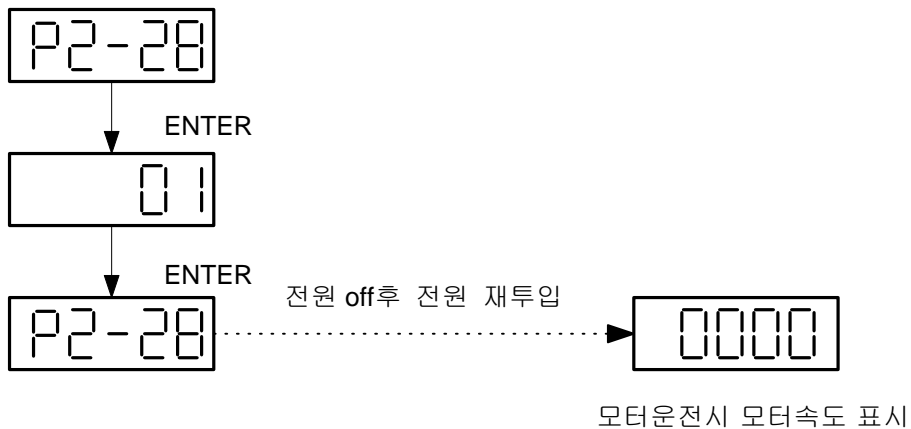 P2-28
ENTER
01
ENTER
전원 off후 전원 재투입
P2-28
0000
모터운전시 모터속도 표시